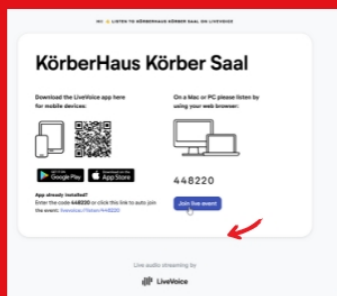 LISTEN TO KÖRBERHAUS KÖRBER SAAL ON LIVEVOICE
KörberHaus Körber Saal
Download the LiveVoice app here
for mobile devices:
On a Mac or PC please listen by
using your web browser:
GET IT ON
Google Play
Download on the
App Store
448220
App already installed?
Enter the code 448220 or click this link to auto join
the event: livevoice://listen/448220
Join live event
Live audio streaming by
LiveVoice